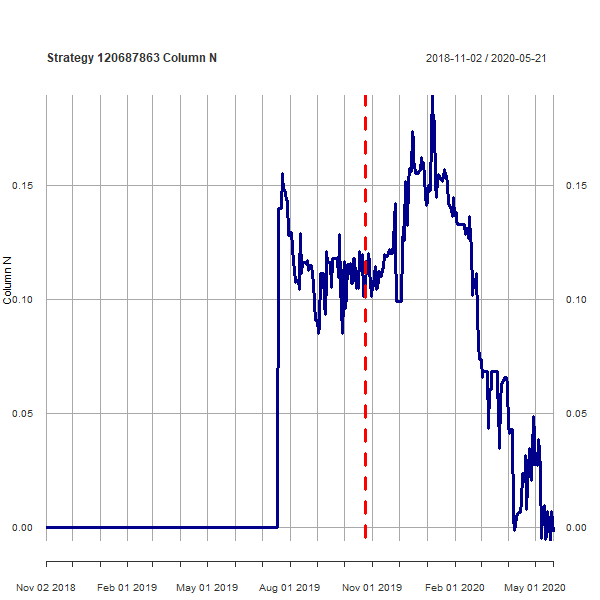 Strategy 120687863 Column N
2018-11-02 / 2020-05-21
Column N
0.15
0.15
0.10
0.10
0.05
0.05
0.00
0.00
Nov 02 2018
Feb 01 2019
May 01 2019
Aug 01 2019
Nov 01 2019
Feb 01 2020
May 01 2020